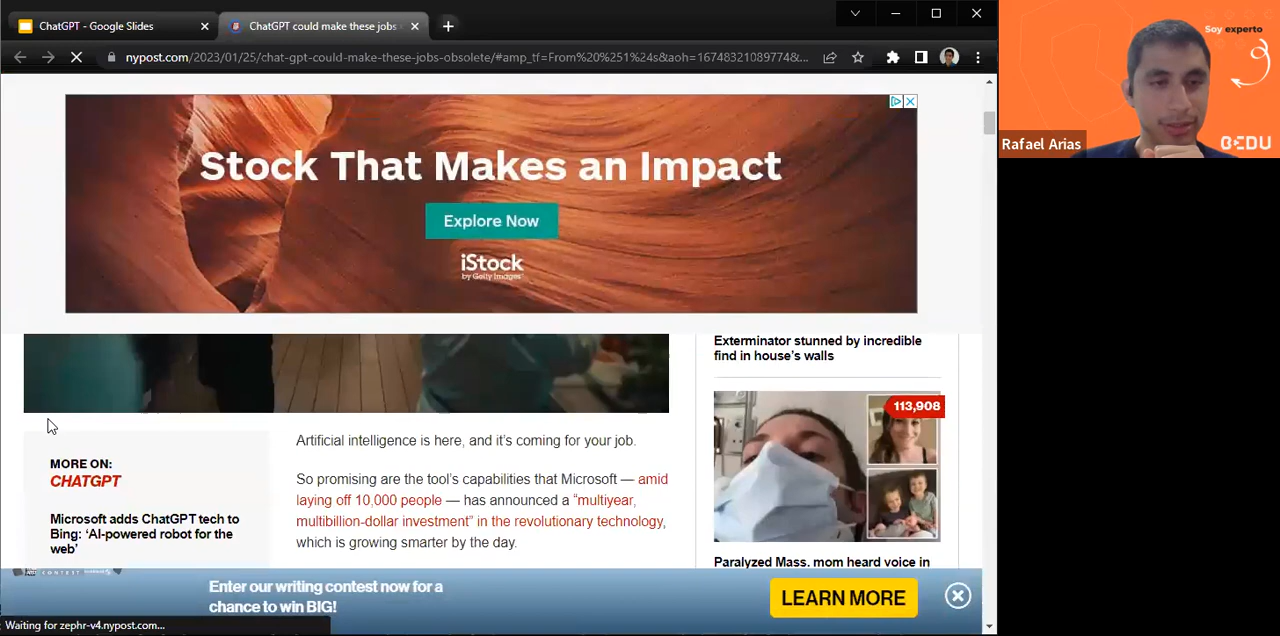 ChatGPT - Google Slides
ChatGPT could make these jobs
nypost.com/2023/01/25/chat-gpt-could-make-these-jobs-obsolete/#amp_tf=From%20%251%24s&aoh=1674832108977​4&...
Stock That Makes an Impact
Explore Now
iStock
by Getty Images
Exterminator stunned by incredible
find in house's walls
113,908
Artificial intelligence is here, and it's coming for your job.
MORE ON:
CHATGPT
So promising are the tool's capabilities that Microsoft — amid
laying off 10,000 people — has announced a “multiyear,
multibillion-dollar investment” in the revolutionary technology,
which is growing smarter by the day.
Microsoft adds ChatGPT tech to
Bing: ‘AI-powered robot for the
web’
Paralyzed Mass. mom heard voice in
Enter our writing contest now for a
chance to win BIG!
LEARN MORE
Waiting for zephr-v4.nypost.com...
Soy experto
Rafael Arias
BEDU